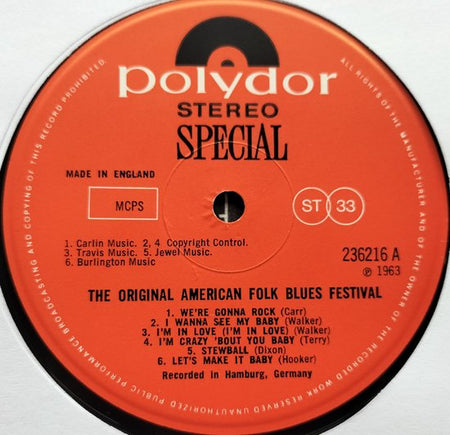 polydor
STEREO
SPECIAL
MADE IN ENGLAND
MCPS
ST 33
1. Carlin Music. 2, 4 Copyright Control.
3. Travis Music. 5. Jewel Music.
6. Burlington Music
236216 A
℗ 1963
THE ORIGINAL AMERICAN FOLK BLUES FESTIVAL
1. WE'RE GONNA ROCK (Carr)
2. I WANNA SEE MY BABY (Walker)
3. I'M IN LOVE (I'M IN LOVE) (Walker)
4. I'M CRAZY 'BOUT YOU BABY (Terry)
5. STEWBALL (Dixon)
6. LET'S MAKE IT BABY (Hooker)
Recorded in Hamburg, Germany
ALL RIGHTS OF THE MANUFACTURER AND OF THE OWNER OF THE RECORDED WORK RESERVED UNAUTHORIZED PUBLIC PERFORMANCE BROADCASTING AND COPYING OF THIS RECORD PROHIBITED.